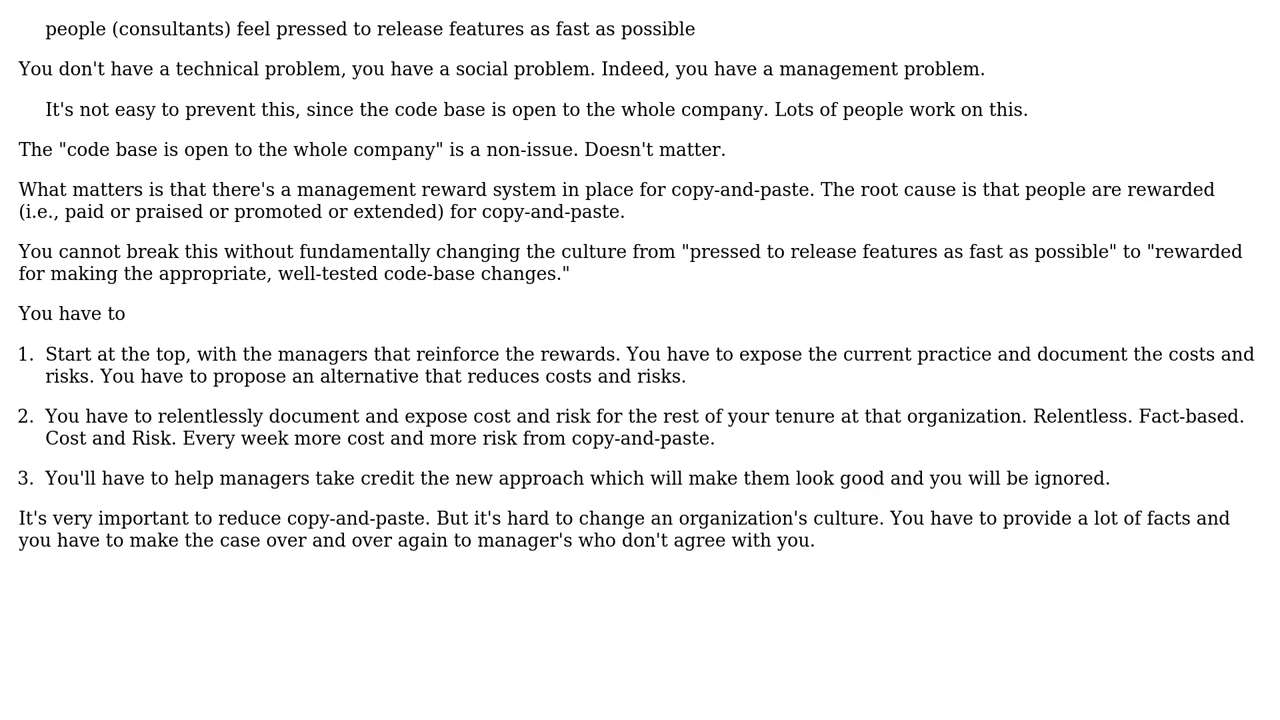 people (consultants) feel pressed to release features as fast as possible
You don't have a technical problem, you have a social problem. Indeed, you have a management problem.
It's not easy to prevent this, since the code base is open to the whole company. Lots of people work on this.
The "code base is open to the whole company" is a non-issue. Doesn't matter.
What matters is that there's a management reward system in place for copy-and-paste. The root cause is that people are rewarded
(i.e., paid or praised or promoted or extended) for copy-and-paste.
You cannot break this without fundamentally changing the culture from "pressed to release features as fast as possible" to "rewarded
for making the appropriate, well-tested code-base changes."
You have to
1. Start at the top, with the managers that reinforce the rewards. You have to expose the current practice and document the costs and
risks. You have to propose an alternative that reduces costs and risks.
2. You have to relentlessly document and expose cost and risk for the rest of your tenure at that organization. Relentless. Fact-based.
Cost and Risk. Every week more cost and more risk from copy-and-paste.
3. You'll have to help managers take credit the new approach which will make them look good and you will be ignored.
It's very important to reduce copy-and-paste. But it's hard to change an organization's culture. You have to provide a lot of facts and
you have to make the case over and over again to manager's who don't agree with you.